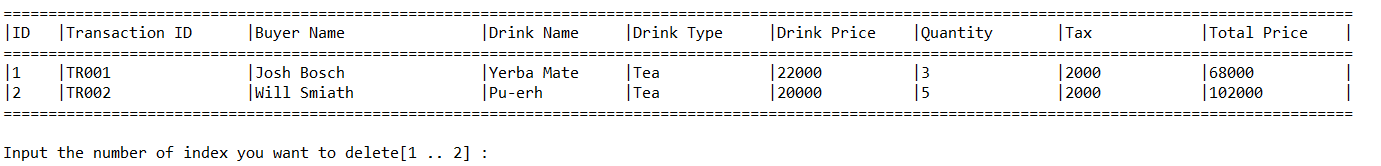 ======================================================================================================================================================
|ID   |Transaction ID      |Buyer Name                |Drink Name     |Drink Type     |Drink Price    |Quantity       |Tax            |Total Price    |
======================================================================================================================================================
|1    |TR001               |Josh Bosch                |Yerba Mate     |Tea            |22000          |3              |2000           |68000          |
|2    |TR002               |Will Smiath               |Pu-erh         |Tea            |20000          |5              |2000           |102000         |
======================================================================================================================================================
Input the number of index you want to delete[1 .. 2] :